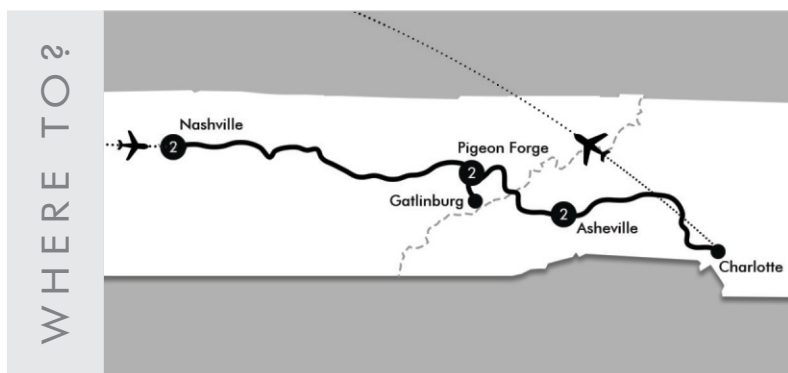 WHERE TO?
Nashville
2
Pigeon Forge
2
Gatlinburg
2
Asheville
Charlotte